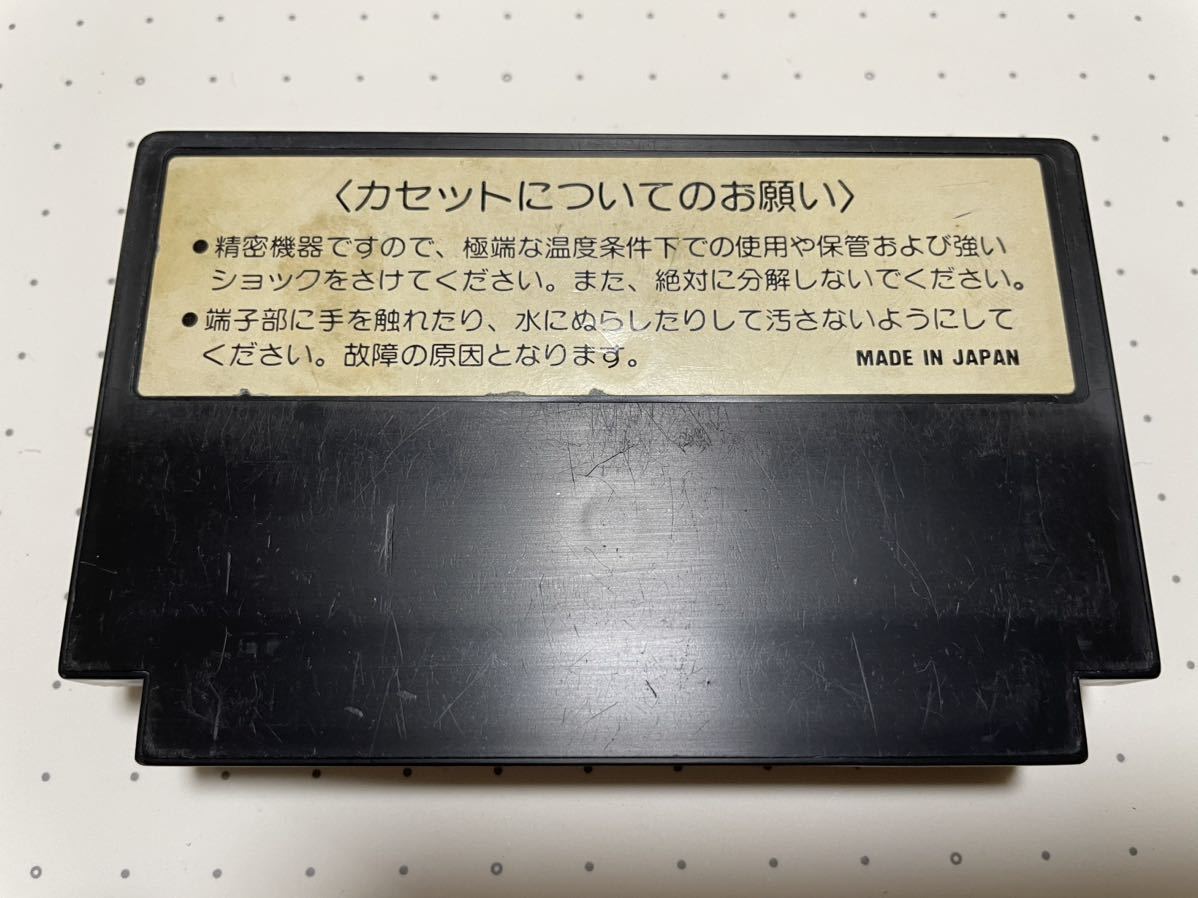 〈カセットについてのお願い〉
●精密機器ですので、極端な温度条件下での使用や保管および強い
ショックをさけてください。また、絶対に分解しないでください。
●端子部に手を触れたり、水にぬらしたりして汚さないようにして
ください。故障の原因となります。
MADE IN JAPAN